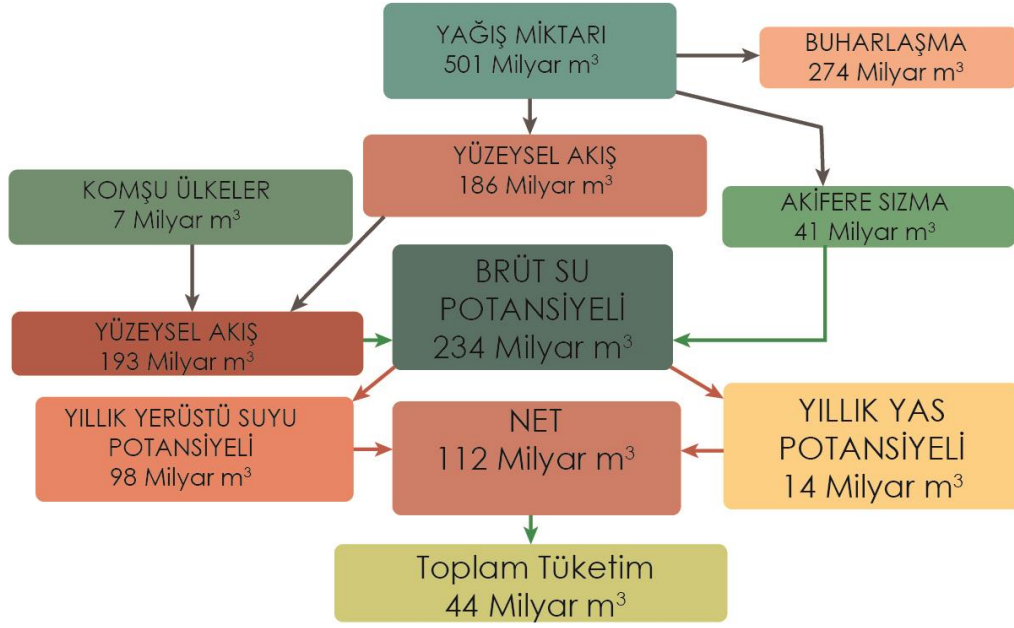 YAĞIŞ MİKTARI
501 Milyar m³
BUHARLAŞMA
274 Milyar m³
YÜZEYSEL AKIŞ
186 Milyar m³
KOMŞU ÜLKELER
7 Milyar m³
AKİFERE SIZMA
41 Milyar m³
BRÜT SU
POTANSİYELİ
234 Milyar m³
YÜZEYSEL AKIŞ
193 Milyar m³
YILLIK YERÜSTÜ SUYU
POTANSİYELİ
98 Milyar m³
NET
112 Milyar m³
YILLIK YAS
POTANSİYELİ
14 Milyar m³
Toplam Tüketim
44 Milyar m³